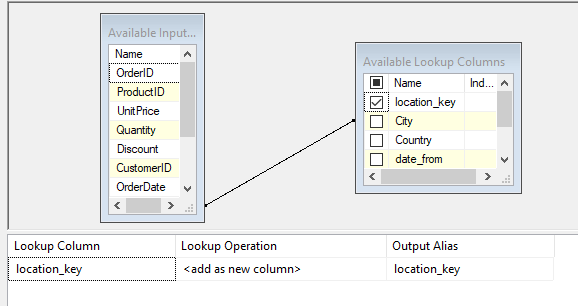 Available Input...
Name
OrderID
ProductID
UnitPrice
Quantity
Discount
CustomerID
OrderDate
Available Lookup Columns
Name Ind...
location_key
City
Country
date_from
Lookup Column Lookup Operation Output Alias
location_key <add as new column> location_key